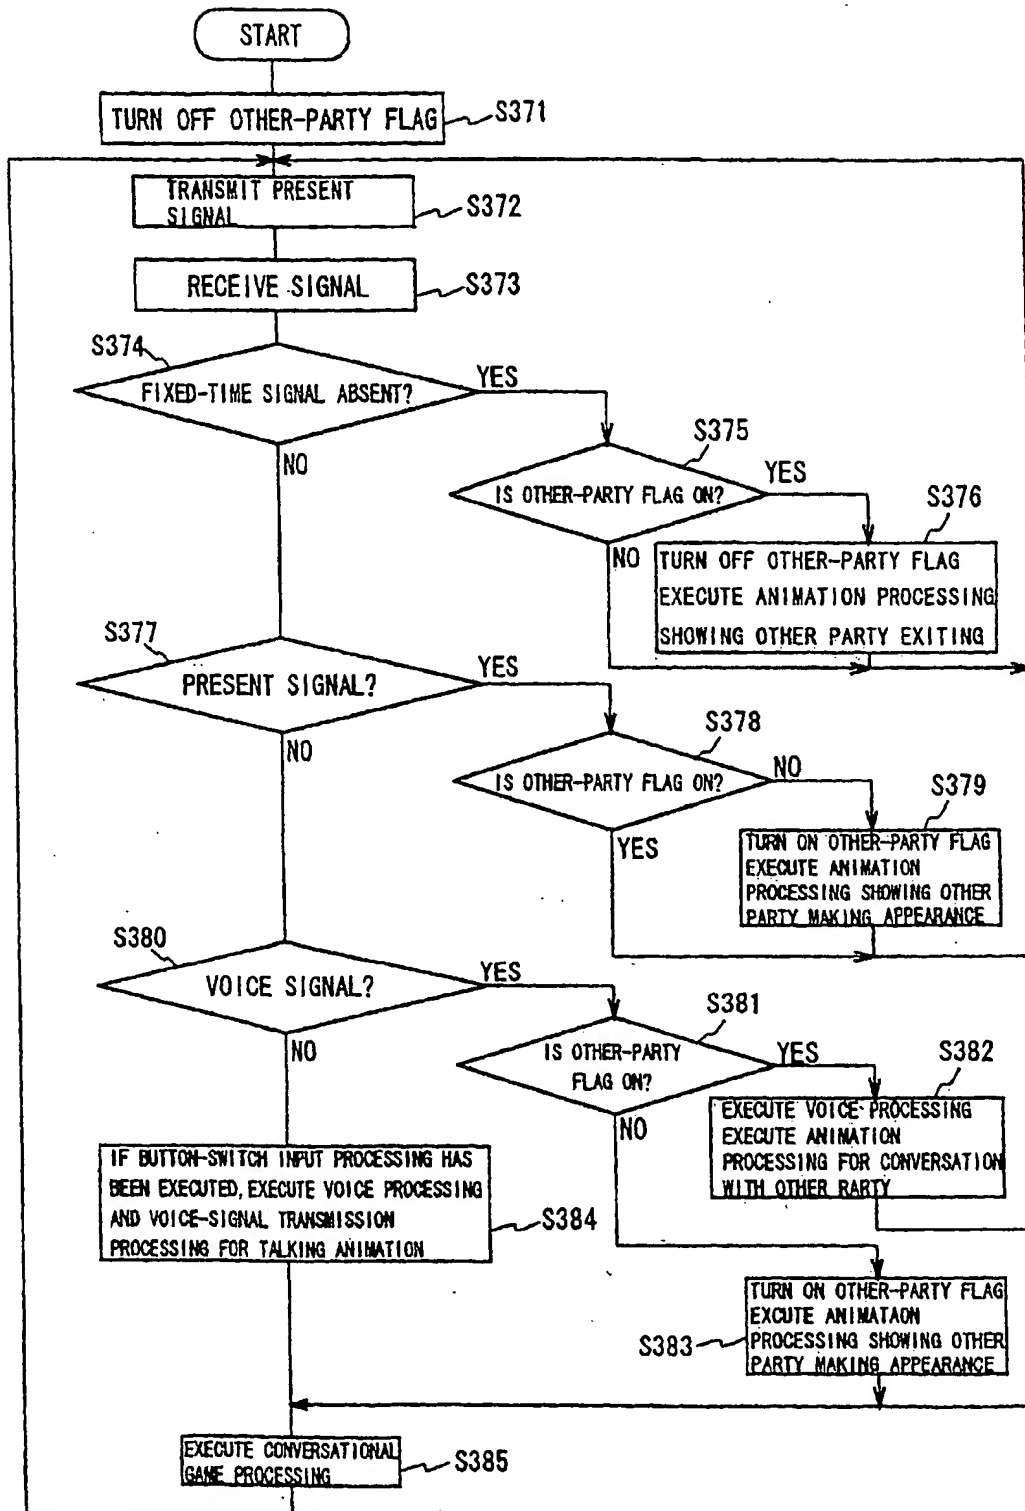 START
TURN OFF OTHER-PARTY FLAG
S371
TRANSMIT PRESENT
SIGNAL
S372
RECEIVE SIGNAL
S373
S374
FIXED-TIME SIGNAL ABSENT?
YES
NO
S375
IS OTHER-PARTY FLAG ON?
YES
NO
S376
TURN OFF OTHER-PARTY FLAG
EXECUTE ANIMATION PROCESSING
SHOWING OTHER PARTY EXITING
S377
PRESENT SIGNAL?
YES
NO
S378
IS OTHER-PARTY FLAG ON?
NO
YES
S379
TURN ON OTHER-PARTY FLAG
EXECUTE ANIMATION
PROCESSING SHOWING OTHER
PARTY MAKING APPEARANCE
S380
VOICE SIGNAL?
YES
NO
S381
IS OTHER-PARTY
FLAG ON?
YES
NO
S382
EXECUTE VOICE PROCESSING
EXECUTE ANIMATION
PROCESSING FOR CONVERSATION
WITH OTHER RARTY
IF BUTTON-SWITCH INPUT PROCESSING HAS
BEEN EXECUTED, EXECUTE VOICE PROCESSING
AND VOICE-SIGNAL TRANSMISSION
PROCESSING FOR TALKING ANIMATION
S384
TURN ON OTHER-PARTY FLAG
EXCUTE ANIMATAON
PROCESSING SHOWING OTHER
PARTY MAKING APPEARANCE
S383
EXECUTE CONVERSATIONAL
GAME PROCESSING
S385